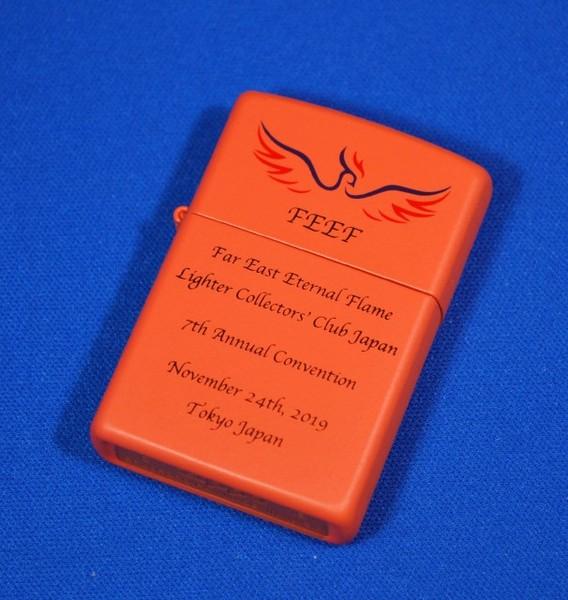 FEEF
Far East Eternal Flame
Lighter Collectors' Club Japan
7th Annual Convention
November 24th, 2019
Tokyo Japan